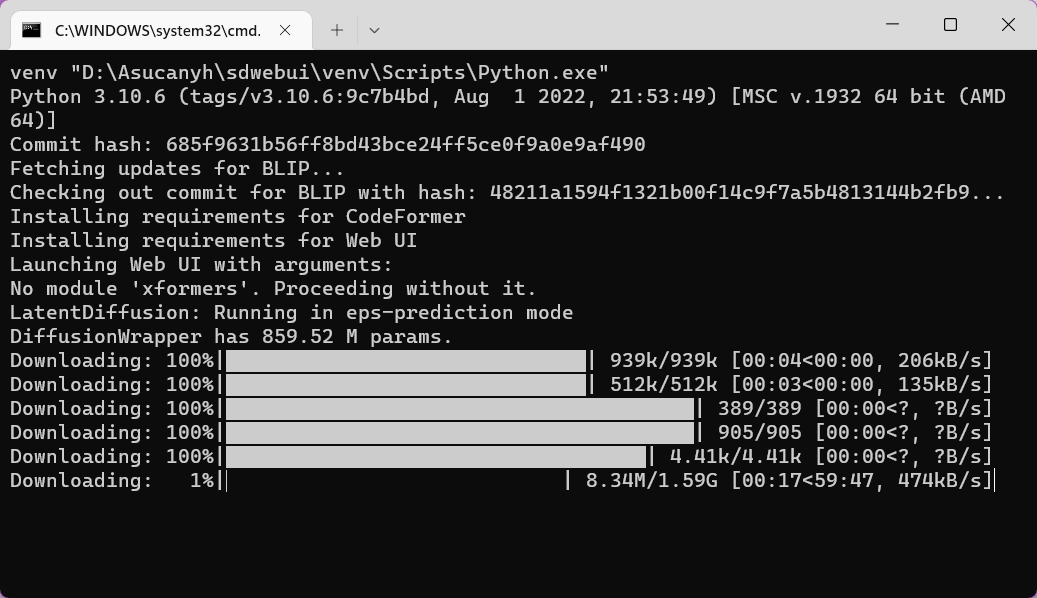 C:\WINDOWS\system32\cmd.
venv "D:\Asucanyh\sdwebui\venv\Scripts\Python.exe"
Python 3.10.6 (tags/v3.10.6:9c7b4bd, Aug  1 2022, 21:53:49) [MSC v.1932 64 bit (AMD
64)]
Commit hash: 685f9631b56ff8bd43bce24ff5ce0f9a0e9af490
Fetching updates for BLIP...
Checking out commit for BLIP with hash: 48211a1594f1321b00f14c9f7a5b4813144b2fb9...
Installing requirements for CodeFormer
Installing requirements for Web UI
Launching Web UI with arguments:
No module 'xformers'. Proceeding without it.
LatentDiffusion: Running in eps-prediction mode
DiffusionWrapper has 859.52 M params.
Downloading: 100%| | 939k/939k [00:04<00:00, 206kB/s]
Downloading: 100%| | 512k/512k [00:03<00:00, 135kB/s]
Downloading: 100%| | 389/389 [00:00<?, ?B/s]
Downloading: 100%| | 905/905 [00:00<?, ?B/s]
Downloading: 100%| | 4.41k/4.41k [00:00<?, ?B/s]
Downloading:   1%| | 8.34M/1.59G [00:17<59:47, 474kB/s]